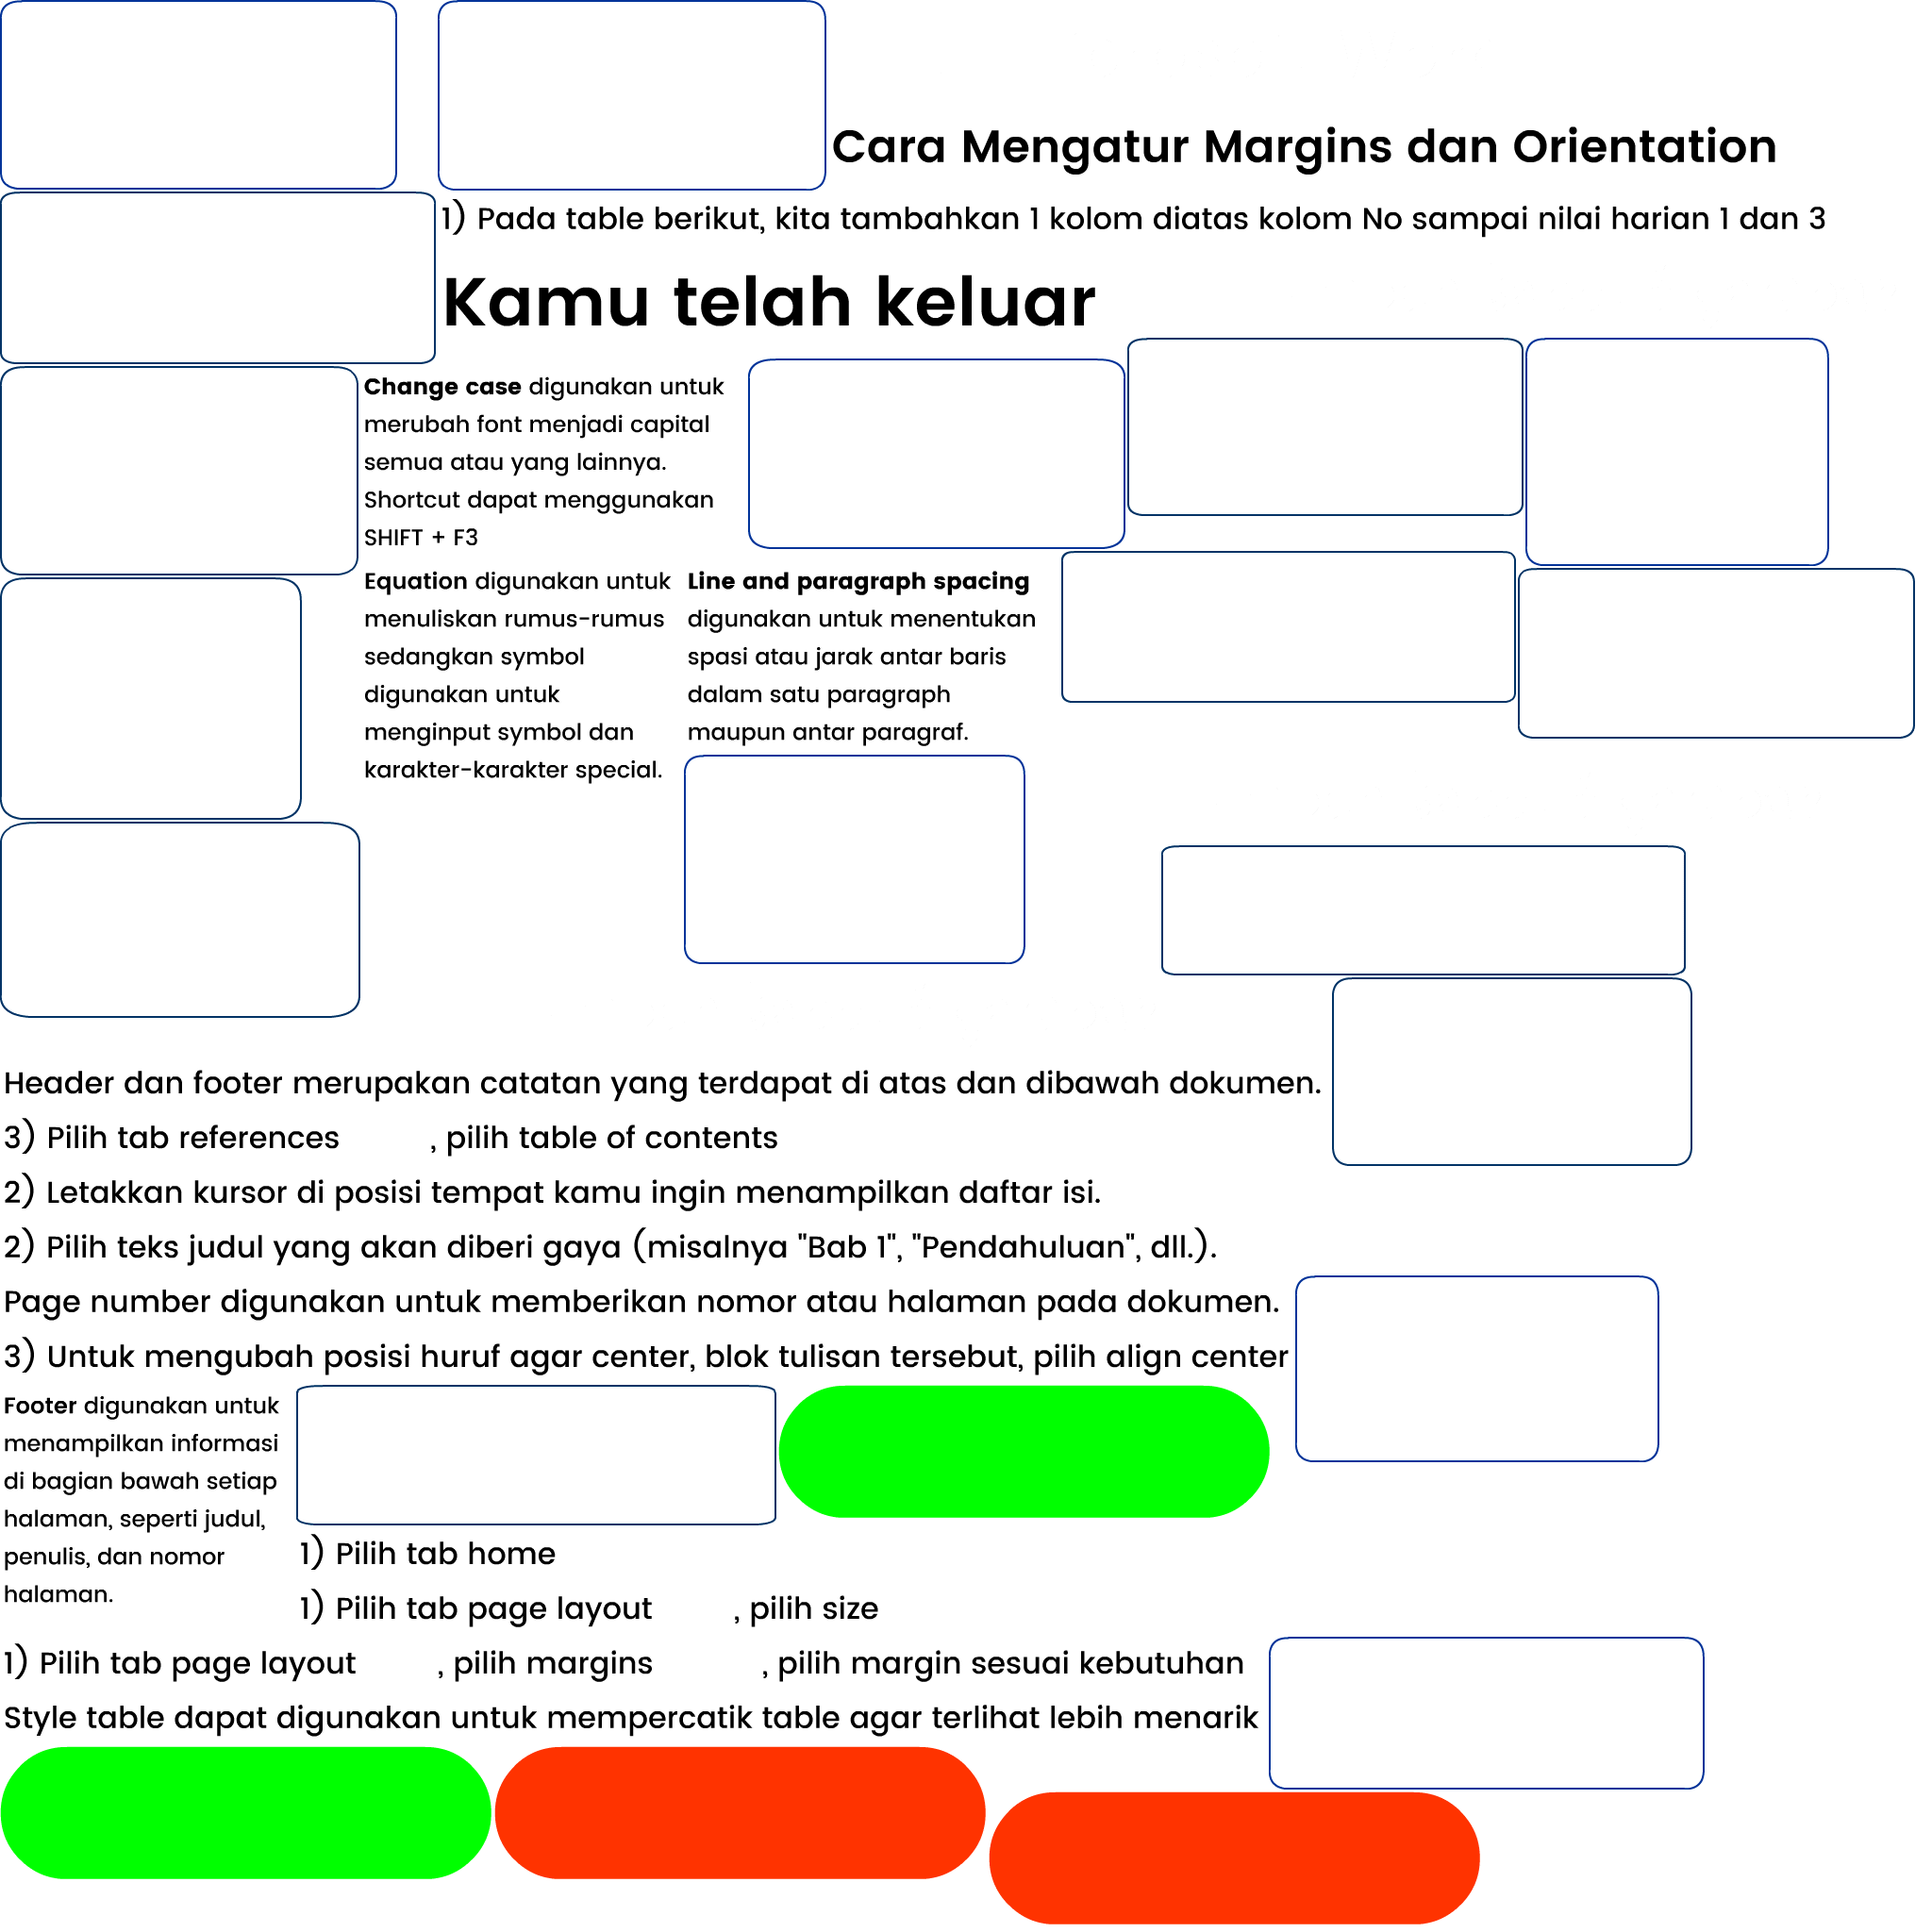 Cara Mengatur Margins dan Orientation
1) Pada table berikut, kita tambahkan 1 kolom diatas kolom No sampai nilai harian 1 dan 3
Kamu telah keluar
Change case digunakan untuk
merubah font menjadi capital
semua atau yang lainnya.
Shortcut dapat menggunakan
SHIFT + F3
Equation digunakan untuk
menuliskan rumus-rumus
sedangkan symbol
digunakan untuk
menginput symbol dan
karakter-karakter special.
Line and paragraph spacing
digunakan untuk menentukan
spasi atau jarak antar baris
dalam satu paragraph
maupun antar paragraf.
Header dan footer merupakan catatan yang terdapat di atas dan dibawah dokumen.
3) Pilih tab references , pilih table of contents
2) Letakkan kursor di posisi tempat kamu ingin menampilkan daftar isi.
2) Pilih teks judul yang akan diberi gaya (misalnya "Bab 1", "Pendahuluan", dll.).
Page number digunakan untuk memberikan nomor atau halaman pada dokumen.
3) Untuk mengubah posisi huruf agar center, blok tulisan tersebut, pilih align center
Footer digunakan untuk
menampilkan informasi
di bagian bawah setiap
halaman, seperti judul,
penulis, dan nomor
halaman.
1) Pilih tab home
1) Pilih tab page layout , pilih size
1) Pilih tab page layout , pilih margins , pilih margin sesuai kebutuhan
Style table dapat digunakan untuk mempercatik table agar terlihat lebih menarik